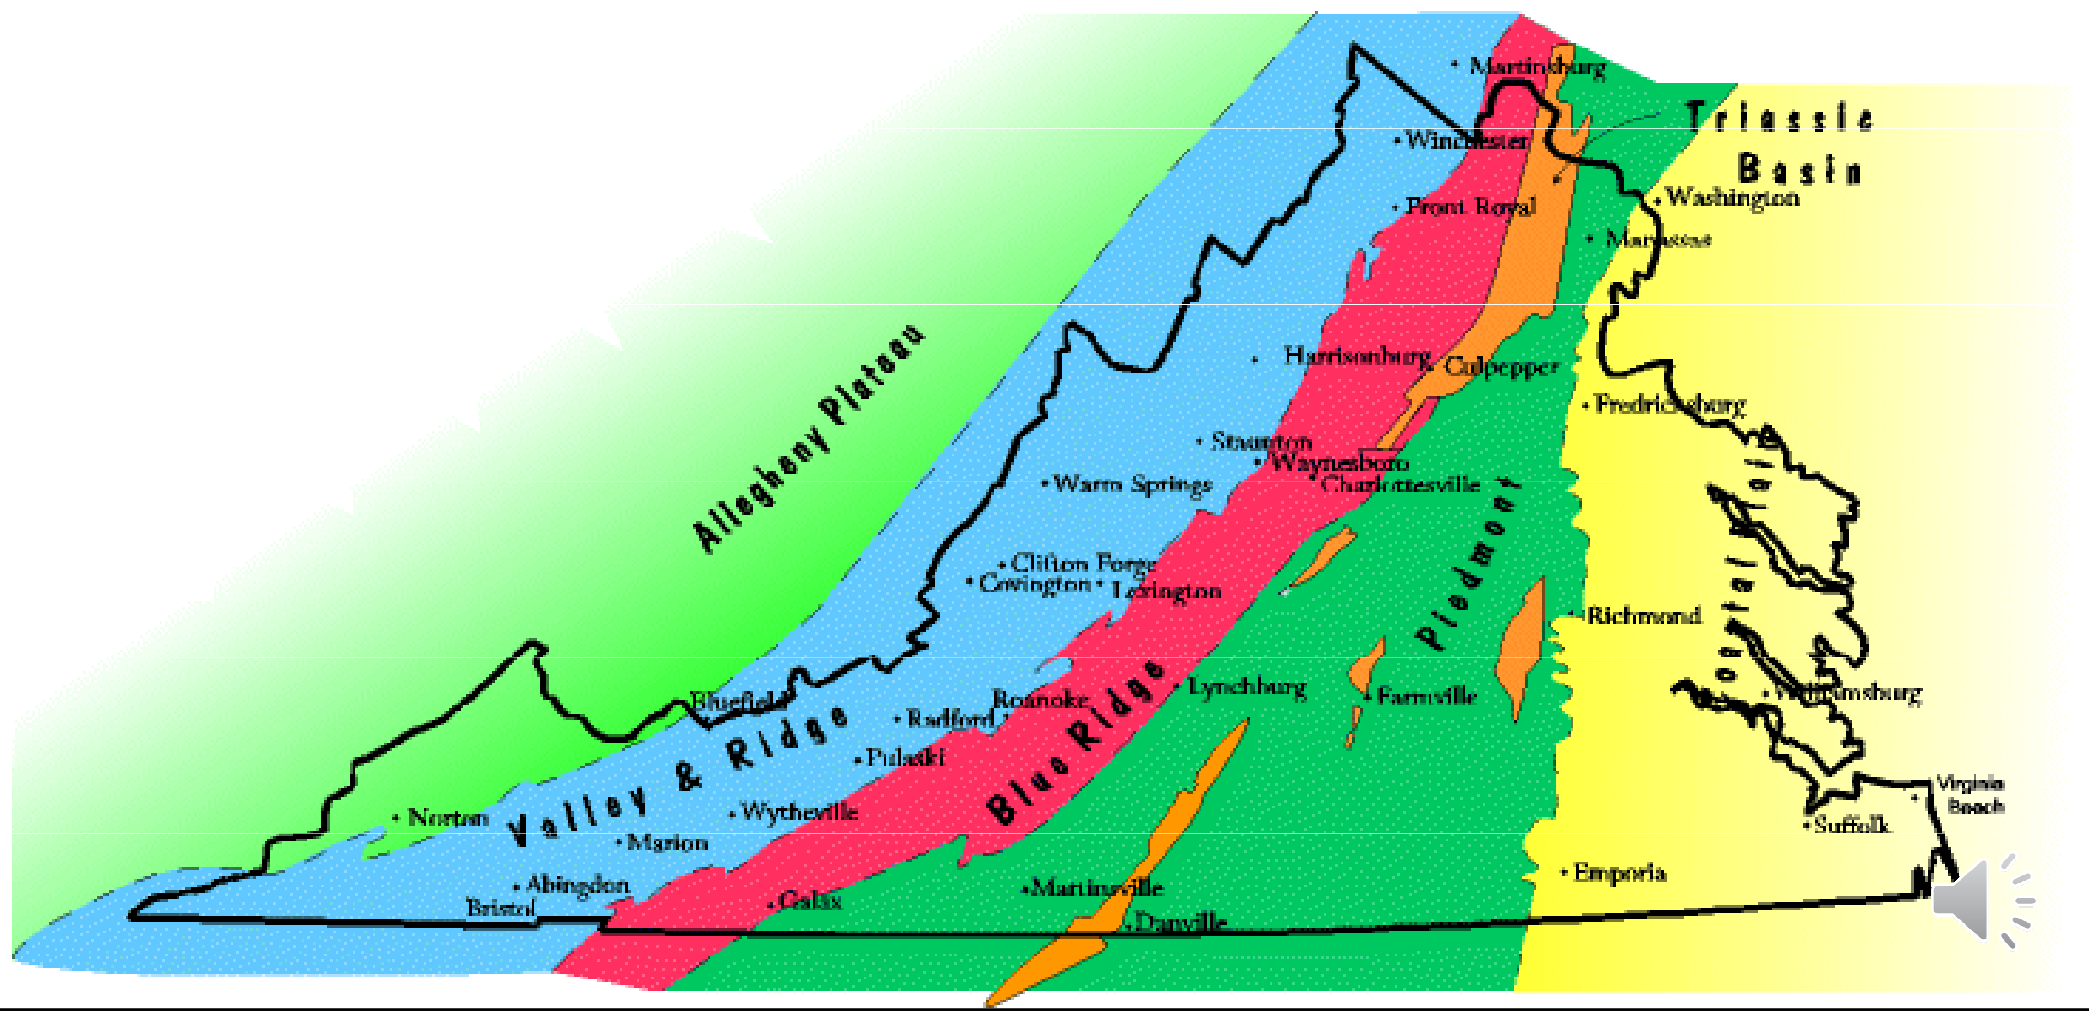 Martinsburg
Triassic
Basin
Winchester
Washington
Front Royal
Manassas
Allegheny Plateau
Harrisonburg
Culpepper
Fredricksburg
Staunton
Waynesboro
Warm Springs
Charlottesville
Coastal Plain
Piedmont
Clifton Forge
Covington
Lexington
Richmond
Blue Ridge
Lynchburg
Bluefield
Roanoke
Farmville
Williamsburg
Radford
Valley & Ridge
Pulaski
Virginia
Beach
Norton
Wytheville
Suffolk
Marion
Emporia
Abingdon
Martinsville
Galax
Bristol
Danville